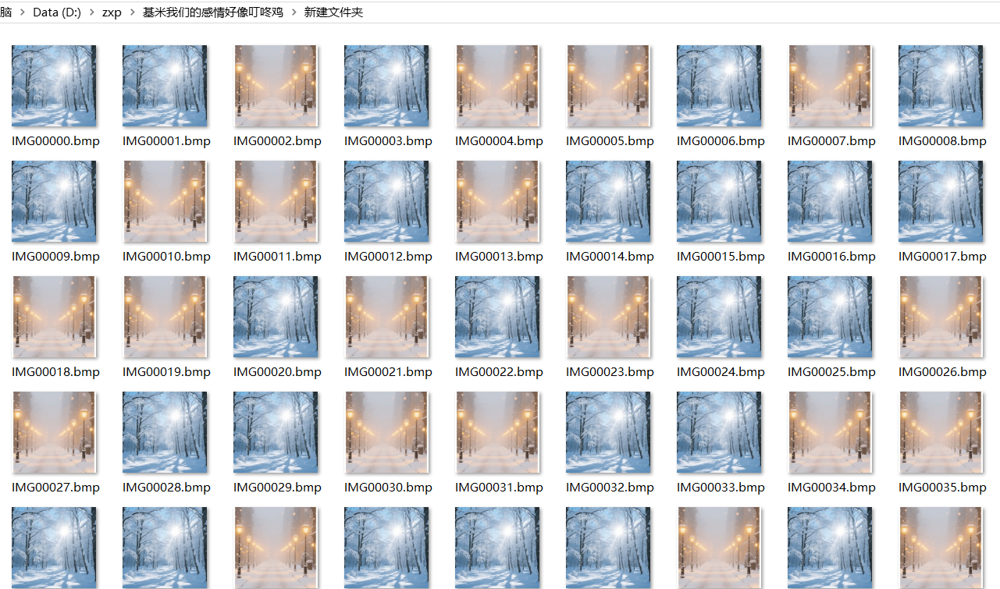 脑 > Data (D:) > zxp > 基米我们的感情好像叮咚鸡 > 新建文件夹
IMG00000.bmp IMG00001.bmp IMG00002.bmp IMG00003.bmp IMG00004.bmp IMG00005.bmp IMG00006.bmp IMG00007.bmp IMG00008.bmp
IMG00009.bmp IMG00010.bmp IMG00011.bmp IMG00012.bmp IMG00013.bmp IMG00014.bmp IMG00015.bmp IMG00016.bmp IMG00017.bmp
IMG00018.bmp IMG00019.bmp IMG00020.bmp IMG00021.bmp IMG00022.bmp IMG00023.bmp IMG00024.bmp IMG00025.bmp IMG00026.bmp
IMG00027.bmp IMG00028.bmp IMG00029.bmp IMG00030.bmp IMG00031.bmp IMG00032.bmp IMG00033.bmp IMG00034.bmp IMG00035.bmp